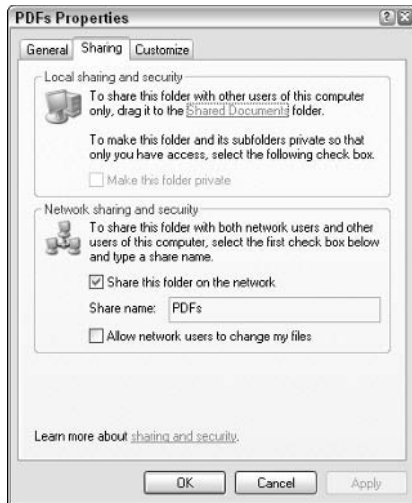 PDFs Properties
General Sharing Customize
Local sharing and security
To share this folder with other users of this computer
only, drag it to the Shared Documents folder.
To make this folder and its subfolders private so that
only you have access, select the following check box.
Make this folder private
Network sharing and security
To share this folder with both network users and other
users of this computer, select the first check box below
and type a share name.
Share this folder on the network
Share name: PDFs
Allow network users to change my files
Learn more about sharing and security.
OK Cancel Apply